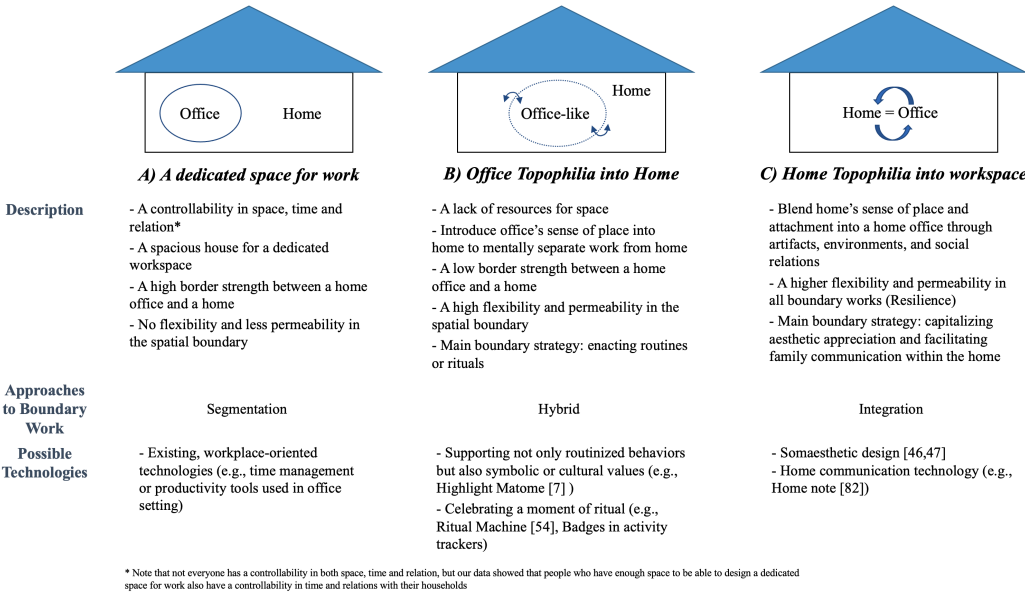 Office
Home
Office-like
Home
Home = Office
A) A dedicated space for work
B) Office Topophilia into Home
C) Home Topophilia into workspace
Description
- A controllability in space, time and
relation*
- A spacious house for a dedicated
workspace
- A high border strength between a home
office and a home
- No flexibility and less permeability in
the spatial boundary
- A lack of resources for space
- Introduce office's sense of place into
home to mentally separate work from home
- A low border strength between a home
office and a home
- A high flexibility and permeability in the
spatial boundary
- Main boundary strategy: enacting routines
or rituals
- Blend home's sense of place and
attachment into a home office through
artifacts, environments, and social
relations
- A higher flexibility and permeability in
all boundary works (Resilience)
- Main boundary strategy: capitalizing
aesthetic appreciation and facilitating
family communication within the home
Approaches
to Boundary
Work
Segmentation
Hybrid
Integration
Possible
Technologies
- Existing, workplace-oriented
technologies (e.g., time management
or productivity tools used in office
setting)
- Supporting not only routinized behaviors
but also symbolic or cultural values (e.g.,
Highlight Matome [7] )
- Celebrating a moment of ritual (e.g.,
Ritual Machine [54], Badges in activity
trackers)
- Somaesthetic design [46,47]
- Home communication technology (e.g.,
Home note [82])
* Note that not everyone has a controllability in both space, time and relation, but our data showed that people who have enough space to be able to design a dedicated
space for work also have a controllability in time and relations with their households